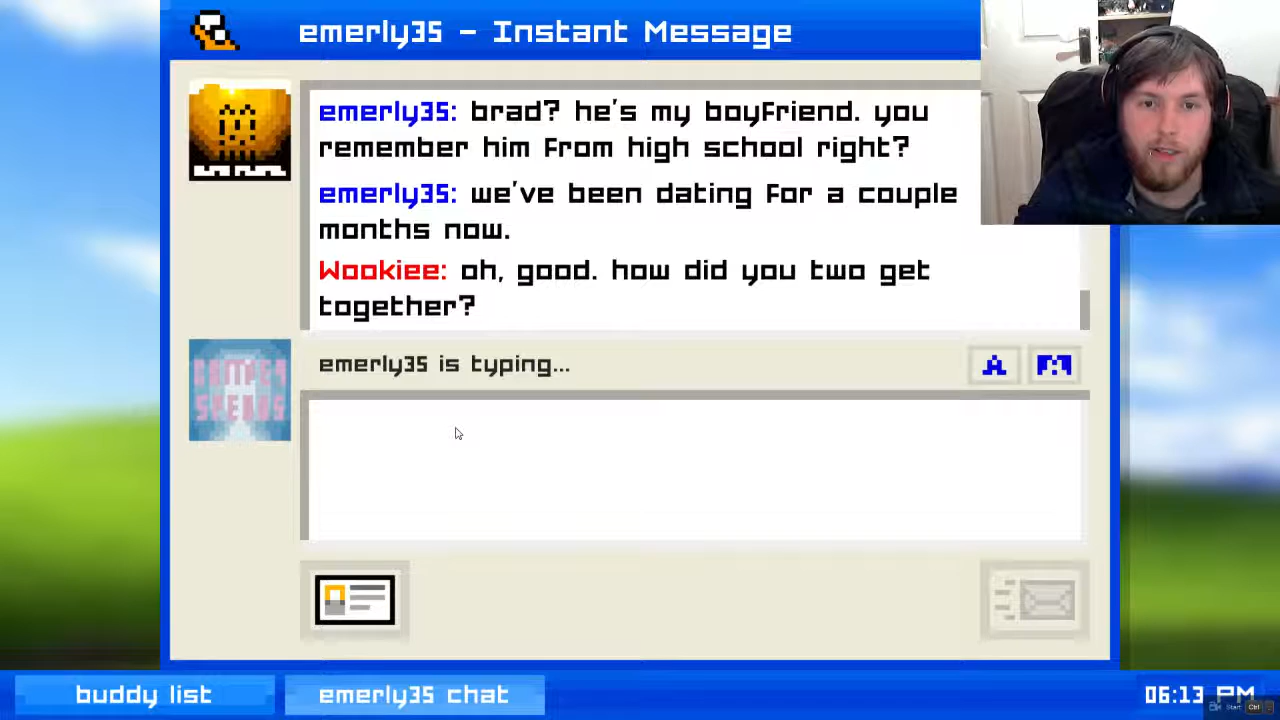 emerly35 - Instant Message
emerly35: brad? he's my boyfriend. you
remember him from high school right?
emerly35: we've been dating for a couple
months now.
Wookiee: oh, good. how did you two get
together?
emerly35 is typing...
A
buddy list
emerly35 chat
06:13 PM
Start
Ctrl